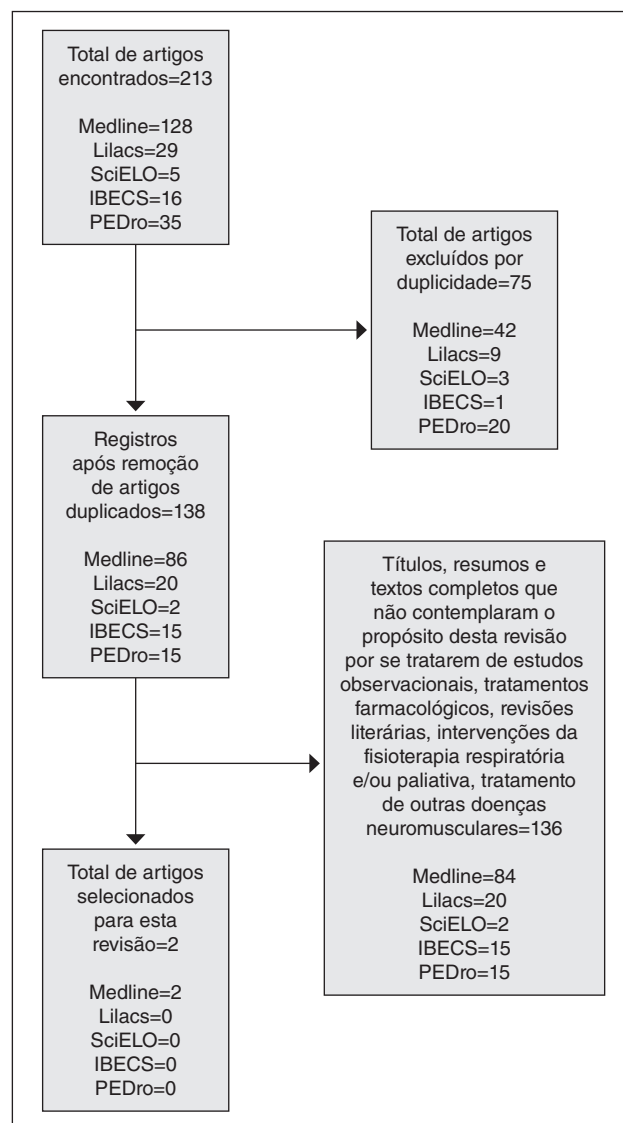 Total de artigos
encontrados=213
Medline=128
Lilacs=29
SciELO=5
IBECS=16
PEDro=35
Total de artigos
excluídos por
duplicidade=75
Medline=42
Lilacs=9
SciELO=3
IBECS=1
PEDro=20
Registros
após remoção
de artigos
duplicados=138
Medline=86
Lilacs=20
SciELO=2
IBECS=15
PEDro=15
Títulos, resumos e
textos completos que
não contemplaram o
propósito desta revisão
por se tratarem de estudos
observacionais, tratamentos
farmacológicos, revisões
literárias, intervenções da
fisioterapia respiratória
e/ou paliativa, tratamento
de outras doenças
neuromusculares=136
Medline=84
Lilacs=20
SciELO=2
IBECS=15
PEDro=15
Total de artigos
selecionados
para esta
revisão=2
Medline=2
Lilacs=0
SciELO=0
IBECS=0
PEDro=0